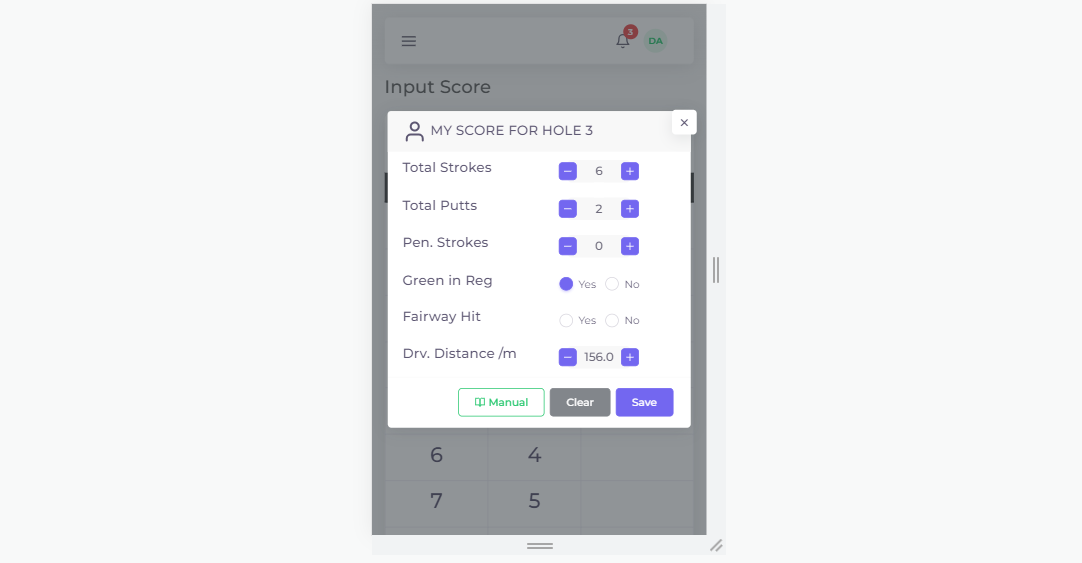 3
DA
Input Score
MY SCORE FOR HOLE 3
×
Total Strokes − 6 +
Total Putts − 2 +
Pen. Strokes − 0 +
Green in Reg Yes No
Fairway Hit Yes No
Drv. Distance /m − 156.0 +
Manual Clear Save
6 4
7 5